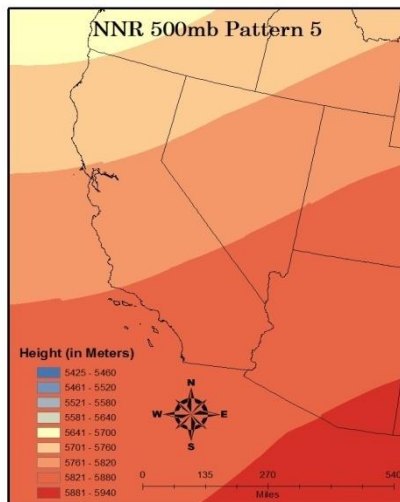 NNR 500mb Pattern 5
Height (in Meters)
5425 - 5460
5461 - 5520
5521 - 5580
5581 - 5640
5641 - 5700
5701 - 5760
5761 - 5820
5821 - 5880
5881 - 5940
N
W E
S
0 135 270 540
Miles